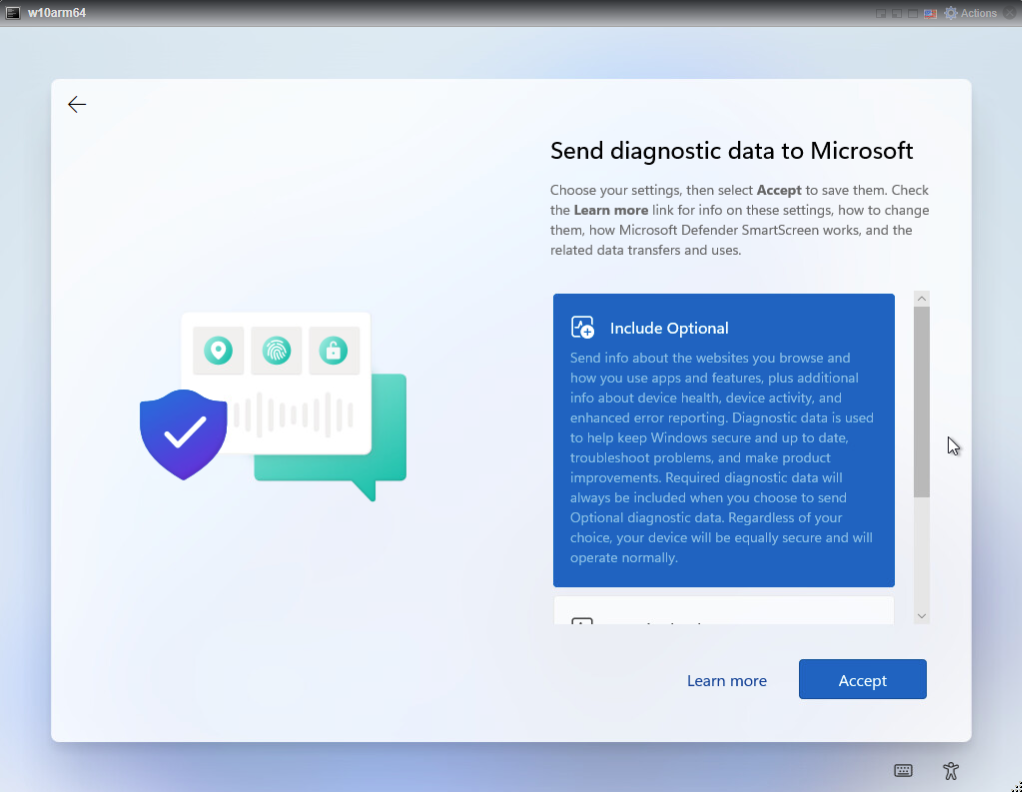 w10arm64
Actions
Send diagnostic data to Microsoft
Choose your settings, then select Accept to save them. Check
the Learn more link for info on these settings, how to change
them, how Microsoft Defender SmartScreen works, and the
related data transfers and uses.
Include Optional
Send info about the websites you browse and
how you use apps and features, plus additional
info about device health, device activity, and
enhanced error reporting. Diagnostic data is used
to help keep Windows secure and up to date,
troubleshoot problems, and make product
improvements. Required diagnostic data will
always be included when you choose to send
Optional diagnostic data. Regardless of your
choice, your device will be equally secure and will
operate normally.
Learn more
Accept